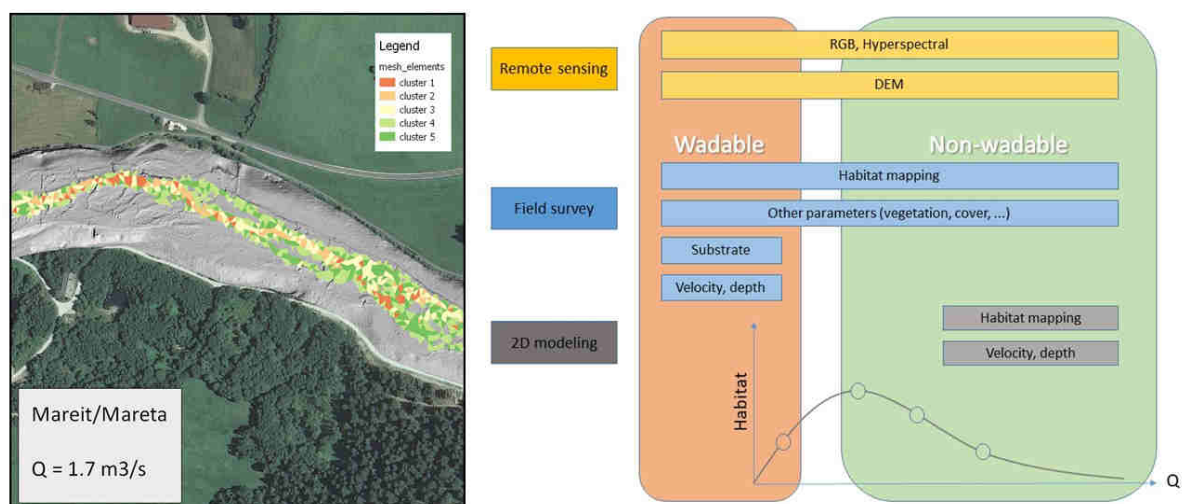 Legend
mesh_elements
cluster 1
cluster 2
cluster 3
cluster 4
cluster 5
Mareit/Mareta
Q = 1.7 m3/s
Remote sensing
RGB, Hyperspectral
DEM
Wadable
Non-wadable
Field survey
Habitat mapping
Other parameters (vegetation, cover, ...)
Substrate
Velocity, depth
2D modeling
Habitat mapping
Velocity, depth
Habitat
Q